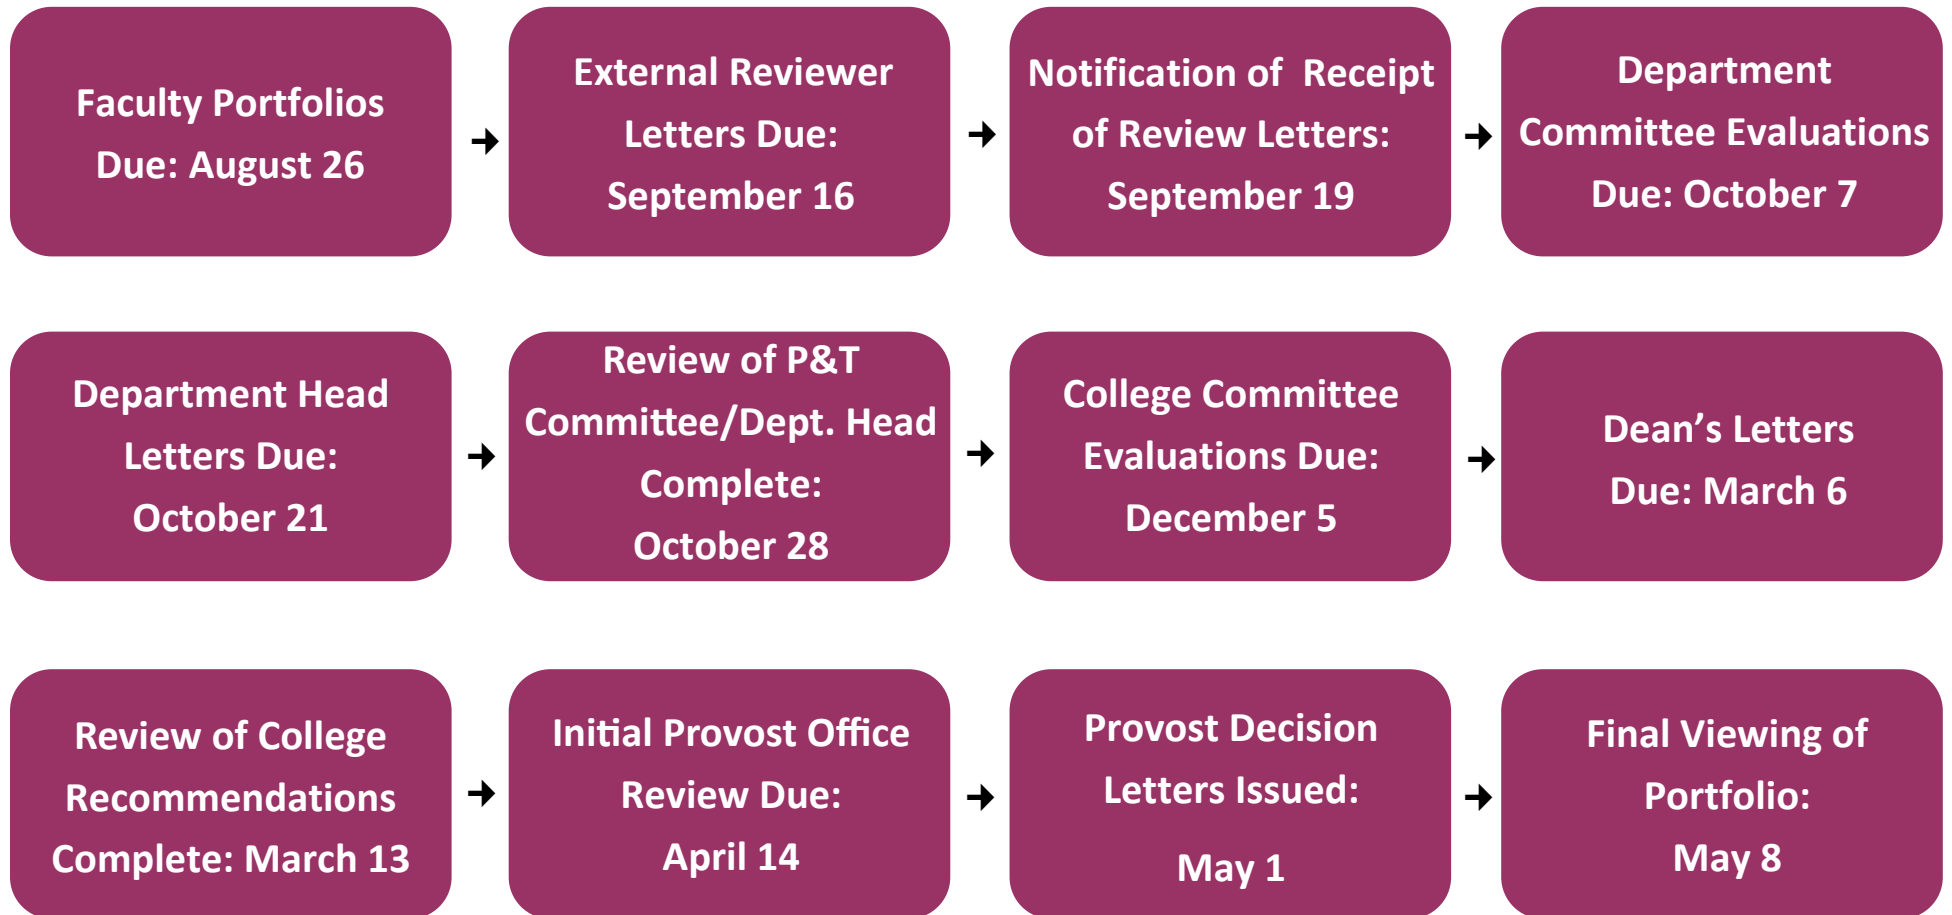 Faculty Portfolios
Due: August 26
External Reviewer
Letters Due:
September 16
Notification of  Receipt
of Review Letters:
September 19
Department
Committee Evaluations
Due: October 7
Department Head
Letters Due:
October 21
Review of P&T
Committee/Dept. Head
Complete:
October 28
College Committee
Evaluations Due:
December 5
Dean’s Letters
Due: March 6
Review of College
Recommendations
Complete: March 13
Initial Provost Office
Review Due:
April 14
Provost Decision
Letters Issued:
May 1
Final Viewing of
Portfolio:
May 8